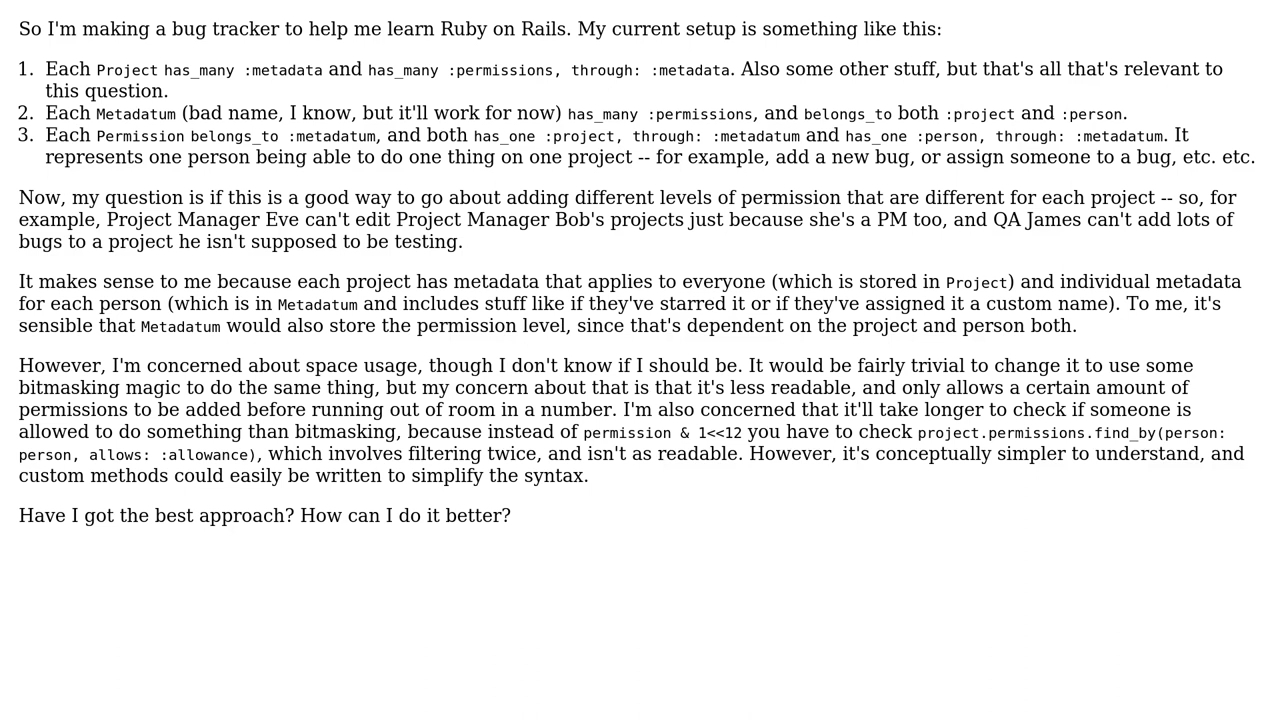 So I'm making a bug tracker to help me learn Ruby on Rails. My current setup is something like this:
1. Each Project has_many :metadata and has_many :permissions, through: :metadata. Also some other stuff, but that's all that's relevant to
this question.
2. Each Metadatum (bad name, I know, but it'll work for now) has_many :permissions, and belongs_to both :project and :person.
3. Each Permission belongs_to :metadatum, and both has_one :project, through: :metadatum and has_one :person, through: :metadatum. It
represents one person being able to do one thing on one project -- for example, add a new bug, or assign someone to a bug, etc. etc.
Now, my question is if this is a good way to go about adding different levels of permission that are different for each project -- so, for
example, Project Manager Eve can't edit Project Manager Bob's projects just because she's a PM too, and QA James can't add lots of
bugs to a project he isn't supposed to be testing.
It makes sense to me because each project has metadata that applies to everyone (which is stored in Project) and individual metadata
for each person (which is in Metadatum and includes stuff like if they've starred it or if they've assigned it a custom name). To me, it's
sensible that Metadatum would also store the permission level, since that's dependent on the project and person both.
However, I'm concerned about space usage, though I don't know if I should be. It would be fairly trivial to change it to use some
bitmasking magic to do the same thing, but my concern about that is that it's less readable, and only allows a certain amount of
permissions to be added before running out of room in a number. I'm also concerned that it'll take longer to check if someone is
allowed to do something than bitmasking, because instead of permission & 1<<12 you have to check project.permissions.find_by(person:
person, allows: :allowance), which involves filtering twice, and isn't as readable. However, it's conceptually simpler to understand, and
custom methods could easily be written to simplify the syntax.
Have I got the best approach? How can I do it better?